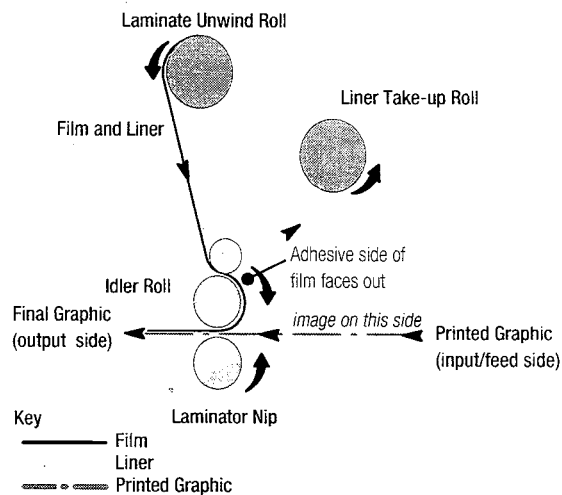 Laminate Unwind Roll
Liner Take-up Roll
Film and Liner
Adhesive side of
film faces out
Idler Roll
Final Graphic
(output side)
image on this side
Printed Graphic
(input/feed side)
Laminator Nip
Key
Film
Liner
Printed Graphic